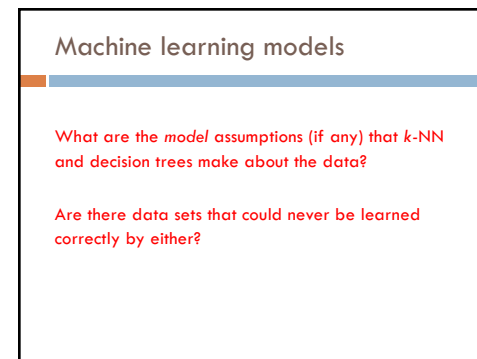 Machine learning models
What are the model assumptions (if any) that k-NN
and decision trees make about the data?
Are there data sets that could never be learned
correctly by either?